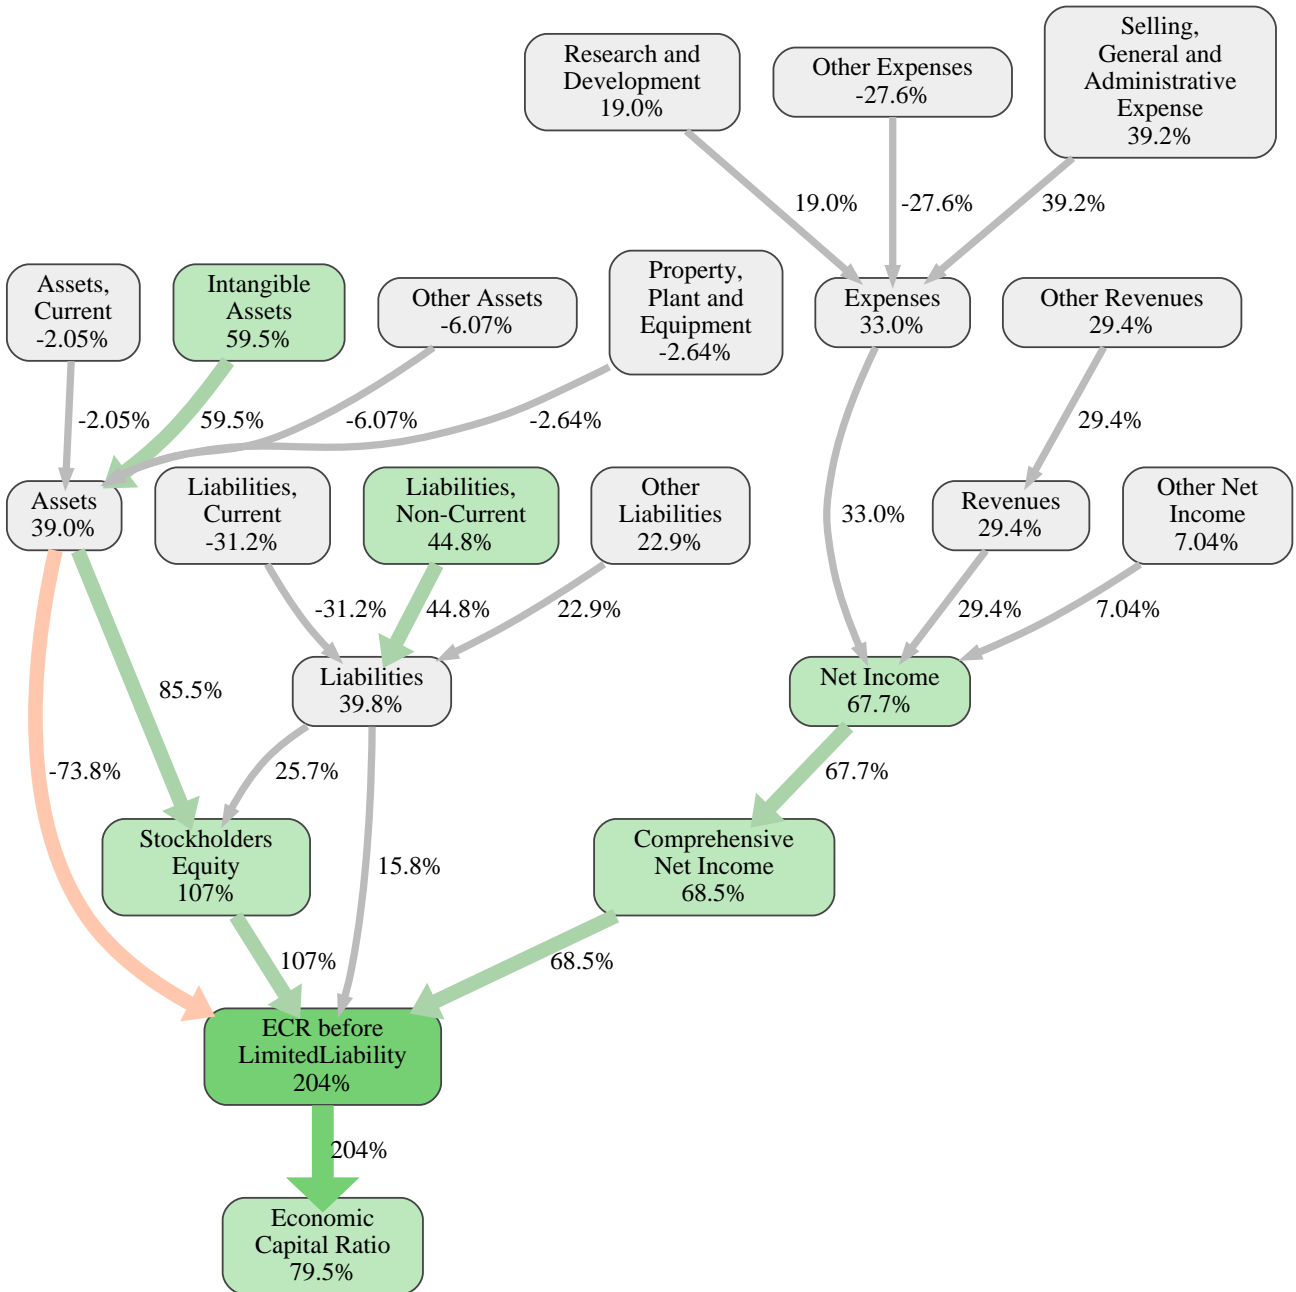 Research and
Development
19.0%
Other Expenses
-27.6%
Selling,
General and
Administrative
Expense
39.2%
19.0%
-27.6%
39.2%
Assets,
Current
-2.05%
Intangible
Assets
59.5%
Other Assets
-6.07%
Property,
Plant and
Equipment
-2.64%
Expenses
33.0%
Other Revenues
29.4%
-2.05%
59.5%
-6.07%
-2.64%
29.4%
Assets
39.0%
Liabilities,
Current
-31.2%
Liabilities,
Non-Current
44.8%
Other
Liabilities
22.9%
33.0%
Revenues
29.4%
Other Net
Income
7.04%
-31.2%
44.8%
22.9%
29.4%
7.04%
85.5%
Liabilities
39.8%
Net Income
67.7%
-73.8%
25.7%
67.7%
Stockholders
Equity
107%
15.8%
Comprehensive
Net Income
68.5%
107%
68.5%
ECR before
LimitedLiability
204%
204%
Economic
Capital Ratio
79.5%